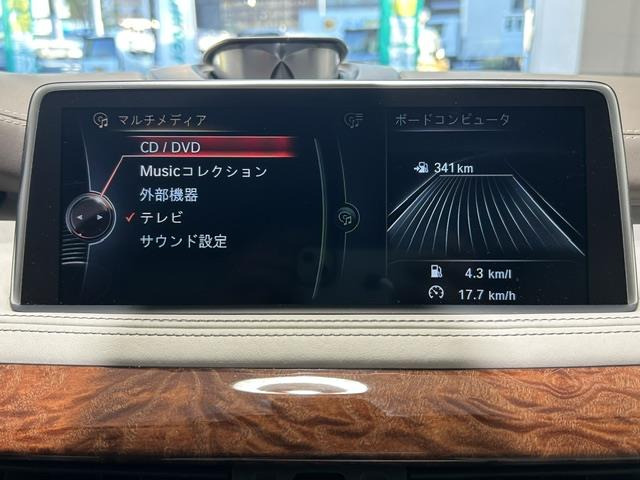 マルチメディア
CD / DVD
Musicコレクション
外部機器
テレビ
サウンド設定
ボードコンピュータ
341 km
4.3 km/l
17.7 km/h